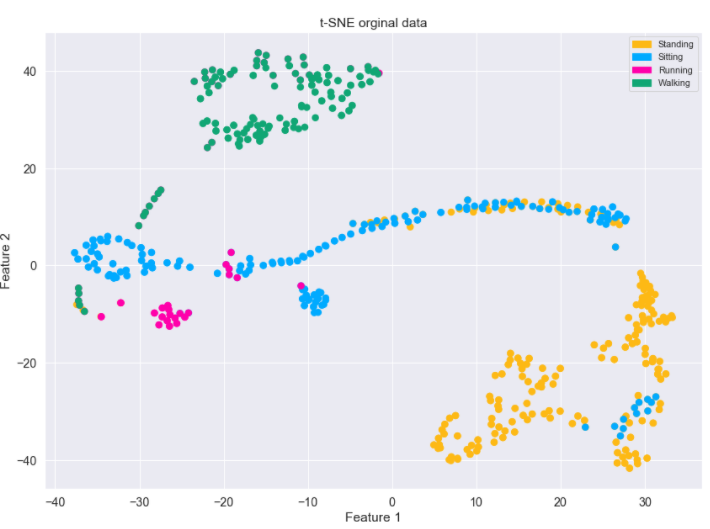 t-SNE orginal data
Standing
Sitting
Running
Walking
40
20
0
−20
−40
Feature 2
−40
−30
−20
−10
0
10
20
30
Feature 1